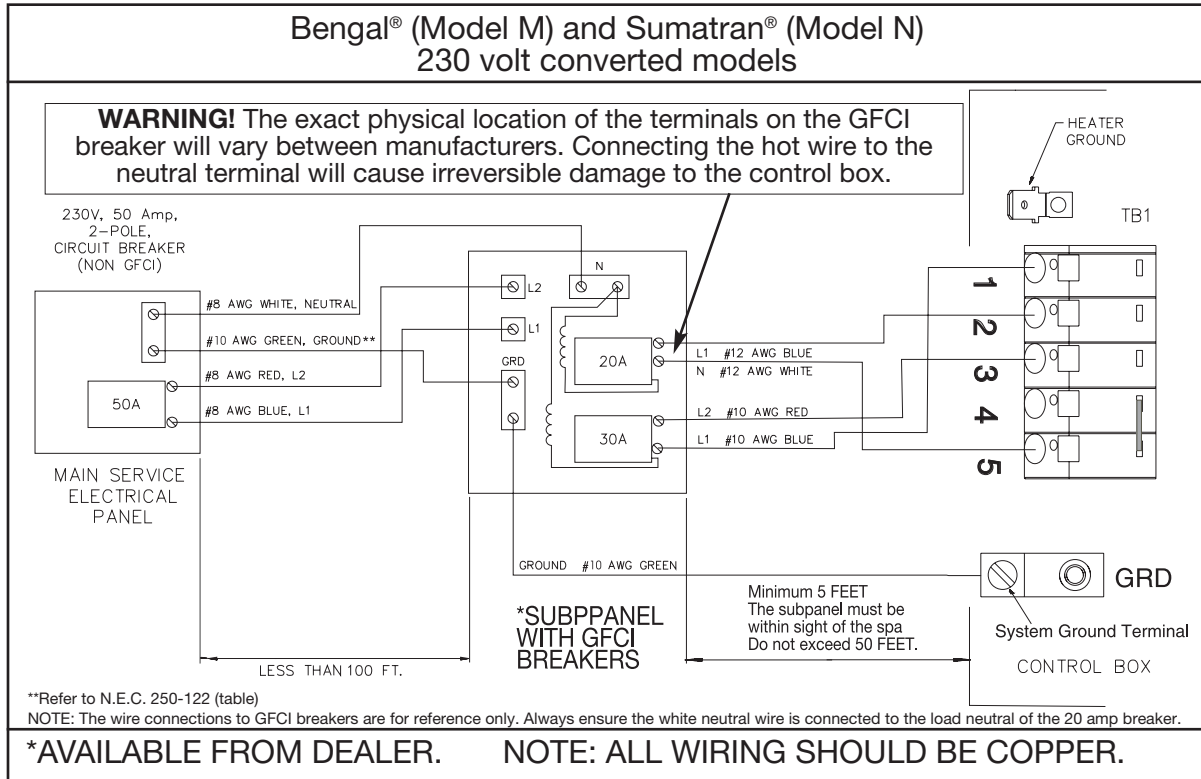 Bengal® (Model M) and Sumatran® (Model N)
230 volt converted models
WARNING! The exact physical location of the terminals on the GFCI
breaker will vary between manufacturers. Connecting the hot wire to the
neutral terminal will cause irreversible damage to the control box.
HEATER
GROUND
TB1
230V, 50 Amp,
2-POLE,
CIRCUIT BREAKER
(NON GFCI)
#8 AWG WHITE, NEUTRAL
#10 AWG GREEN, GROUND**
#8 AWG RED, L2
#8 AWG BLUE, L1
50A
MAIN SERVICE
ELECTRICAL
PANEL
N
L2
L1
GRD
20A
30A
L1 #12 AWG BLUE
N #12 AWG WHITE
L2 #10 AWG RED
L1 #10 AWG BLUE
1
2
3
4
5
GROUND #10 AWG GREEN
*SUBPPANEL
WITH GFCI
BREAKERS
Minimum 5 FEET
The subpanel must be
within sight of the spa
Do not exceed 50 FEET.
GRD
System Ground Terminal
CONTROL BOX
LESS THAN 100 FT.
**Refer to N.E.C. 250-122 (table)
NOTE: The wire connections to GFCI breakers are for reference only. Always ensure the white neutral wire is connected to the load neutral of the 20 amp breaker.
*AVAILABLE FROM DEALER. NOTE: ALL WIRING SHOULD BE COPPER.